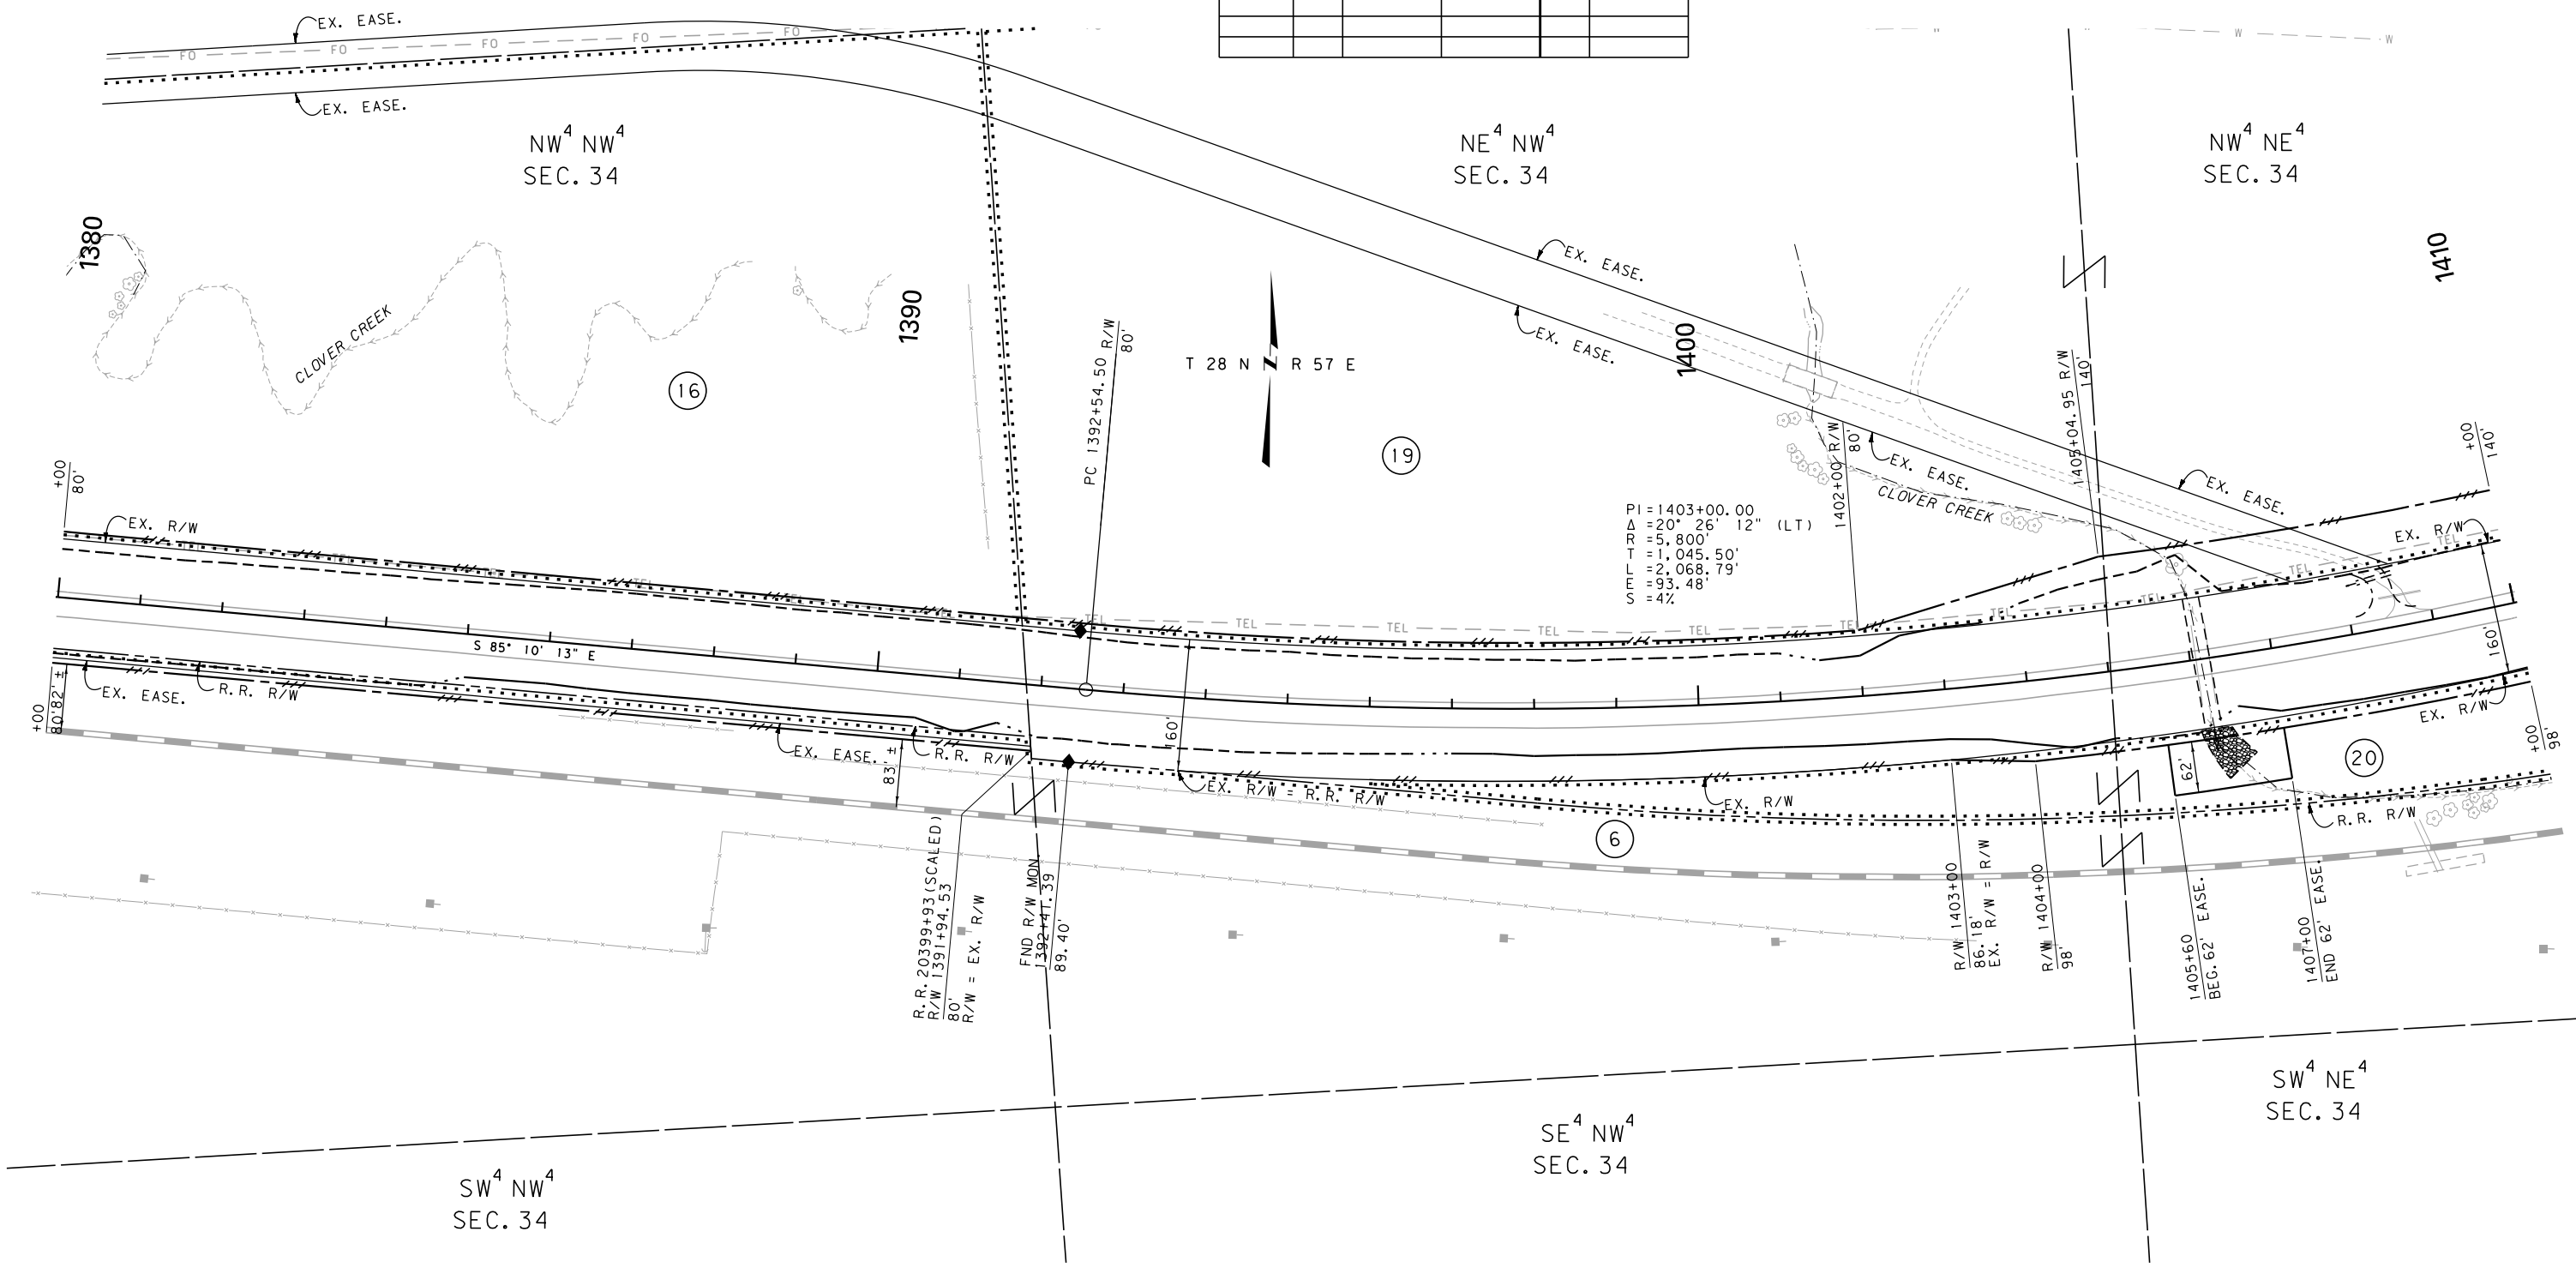 EX. EASE.
FO FO FO FO FO
EX. EASE.
W W W W
NW4 NW4
SEC. 34
NE4 NW4
SEC. 34
NW4 NE4
SEC. 34
1380
1390
1400
1410
CLOVER CREEK
16
T 28 N N R 57 E
19
EX. EASE.
EX. EASE.
PC 1392+54.50 R/W
80'
1402+00 R/W
80'
1405+04.95 R/W
140'
+00
140'
EX. EASE.
EX. EASE.
CLOVER CREEK
PI=1403+00.00
Δ =20° 26' 12" (LT)
R =5,800'
T =1,045.50'
L =2,068.79'
E =93.48'
S =4%
+00
80'
EX. R/W
TEL TEL TEL
EX. R/W
TEL TEL TEL TEL TEL TEL TEL TEL TEL
S 85° 10' 13" E
160'
160'
+00
80'
82'±
EX. EASE.
R.R. R/W
EX. EASE.
83'±
R.R. R/W
EX. R/W = R.R. R/W
EX. R/W
EX. R/W
62'
20
+00
98'
R.R. R/W
6
R.R. 20399+93(SCALED)
R/W 1391+94.53
80'
R/W = EX. R/W
FND R/W MON.
1392+41.39
89.40'
R/W 1403+00
86.18'
EX. R/W = R/W
R/W 1404+00
98'
1405+60
BEG. 62' EASE.
1407+00
END 62' EASE.
SW4 NW4
SEC. 34
SE4 NW4
SEC. 34
SW4 NE4
SEC. 34